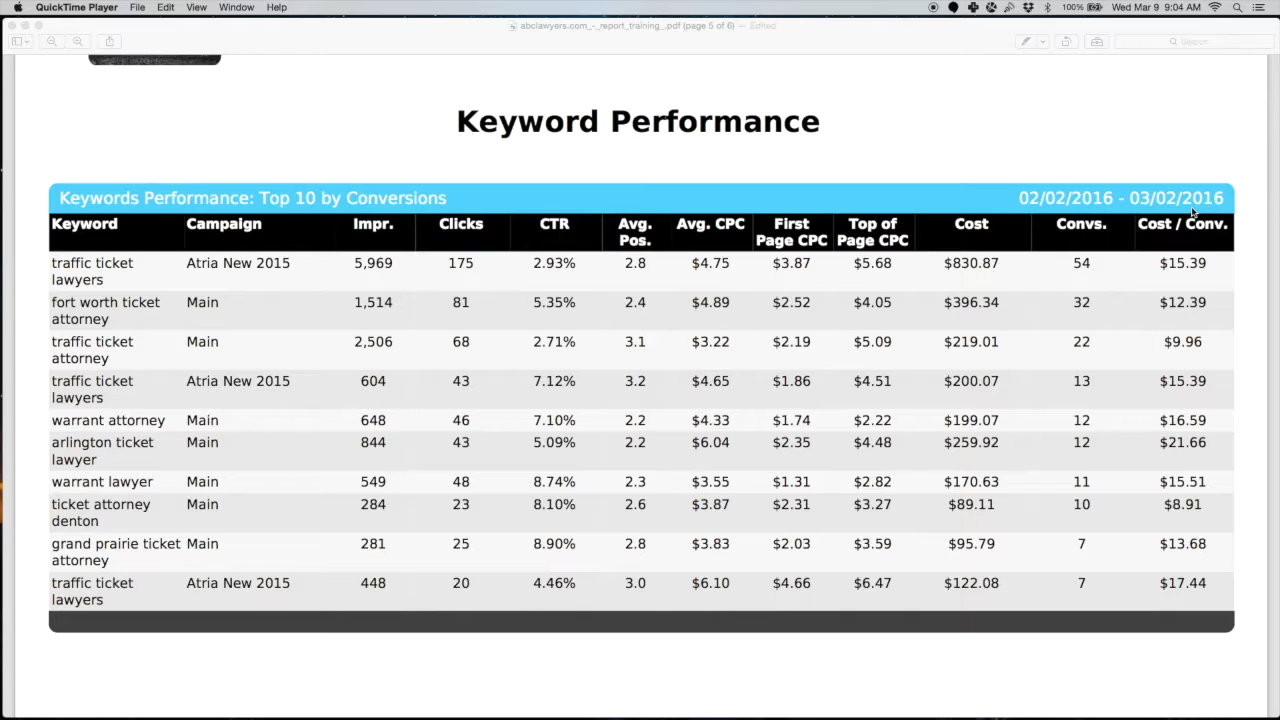 QuickTime Player File Edit View Window Help 100% Wed Mar 9 9:04 AM
abclawyers.com_-_report_training_.pdf (page 5 of 6) — Edited
Search
Keyword Performance
Keywords Performance: Top 10 by Conversions 02/02/2016 - 03/02/2016
Keyword Campaign Impr. Clicks CTR Avg. Pos. Avg. CPC First Page CPC Top of Page CPC Cost Convs. Cost / Conv.
traffic ticket lawyers Atria New 2015 5,969 175 2.93% 2.8 $4.75 $3.87 $5.68 $830.87 54 $15.39
fort worth ticket attorney Main 1,514 81 5.35% 2.4 $4.89 $2.52 $4.05 $396.34 32 $12.39
traffic ticket attorney Main 2,506 68 2.71% 3.1 $3.22 $2.19 $5.09 $219.01 22 $9.96
traffic ticket lawyers Atria New 2015 604 43 7.12% 3.2 $4.65 $1.86 $4.51 $200.07 13 $15.39
warrant attorney Main 648 46 7.10% 2.2 $4.33 $1.74 $2.22 $199.07 12 $16.59
arlington ticket lawyer Main 844 43 5.09% 2.2 $6.04 $2.35 $4.48 $259.92 12 $21.66
warrant lawyer Main 549 48 8.74% 2.3 $3.55 $1.31 $2.82 $170.63 11 $15.51
ticket attorney denton Main 284 23 8.10% 2.6 $3.87 $2.31 $3.27 $89.11 10 $8.91
grand prairie ticket attorney Main 281 25 8.90% 2.8 $3.83 $2.03 $3.59 $95.79 7 $13.68
traffic ticket lawyers Atria New 2015 448 20 4.46% 3.0 $6.10 $4.66 $6.47 $122.08 7 $17.44